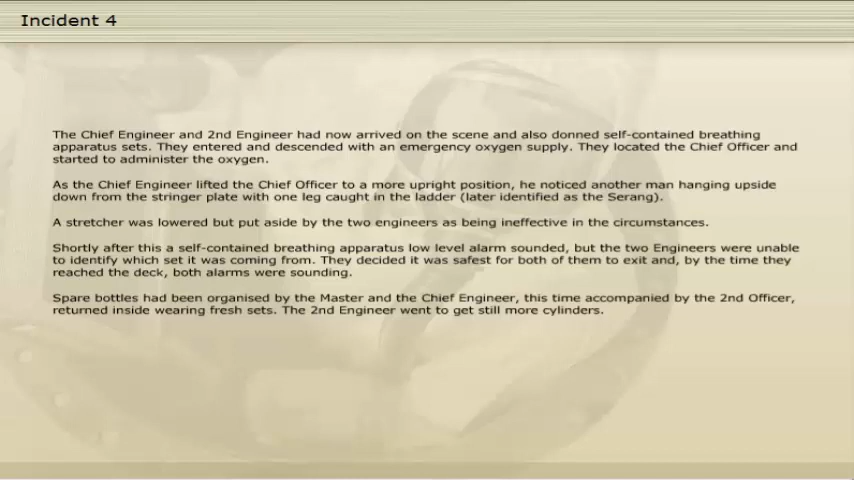 Incident 4
The Chief Engineer and 2nd Engineer had now arrived on the scene and also donned self-contained breathing
apparatus sets. They entered and descended with an emergency oxygen supply. They located the Chief Officer and
started to administer the oxygen.
As the Chief Engineer lifted the Chief Officer to a more upright position, he noticed another man hanging upside
down from the stringer plate with one leg caught in the ladder (later identified as the Serang).
A stretcher was lowered but put aside by the two engineers as being ineffective in the circumstances.
Shortly after this a self-contained breathing apparatus low level alarm sounded, but the two Engineers were unable
to identify which set it was coming from. They decided it was safest for both of them to exit and, by the time they
reached the deck, both alarms were sounding.
Spare bottles had been organised by the Master and the Chief Engineer, this time accompanied by the 2nd Officer,
returned inside wearing fresh sets. The 2nd Engineer went to get still more cylinders.